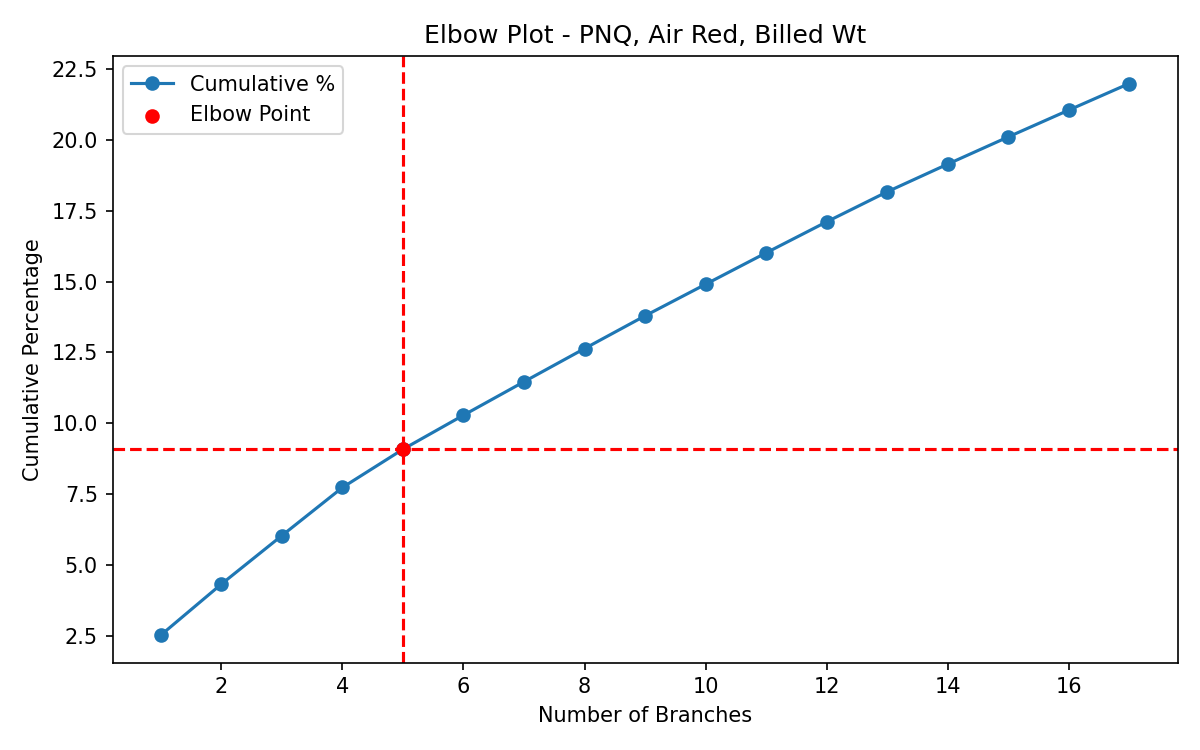 Elbow Plot - PNQ, Air Red, Billed Wt
Cumulative %
Elbow Point
22.5
20.0
17.5
15.0
12.5
10.0
7.5
5.0
2.5
Cumulative Percentage
2 4 6 8 10 12 14 16
Number of Branches